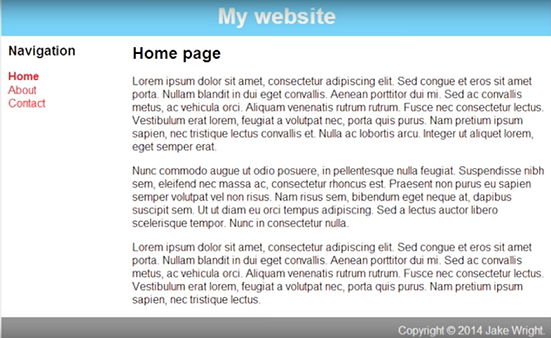 My website
Navigation
Home
About
Contact
Home page
Lorem ipsum dolor sit amet, consectetur adipiscing elit. Sed congue et eros sit amet
porta. Nullam blandit in dui eget convallis. Aenean porttitor dui mi. Sed ac convallis
metus, ac vehicula orci. Aliquam venenatis rutrum rutrum. Fusce nec consectetur lectus.
Vestibulum erat lorem, feugiat a volutpat nec, porta quis purus. Nam pretium ipsum
sapien, nec tristique lectus convallis et. Nulla ac lobortis arcu. Integer ut aliquet lorem,
eget semper erat.
Nunc commodo augue ut odio posuere, in pellentesque nulla feugiat. Suspendisse nibh
sem, eleifend nec massa ac, consectetur rhoncus est. Praesent non purus eu sapien
semper volutpat vel non risus. Nam risus sem, bibendum eget neque at, dapibus
suscipit sem. Ut ut diam eu orci tempus adipiscing. Sed a lectus auctor libero
scelerisque tempor. Nunc in consectetur nulla.
Lorem ipsum dolor sit amet, consectetur adipiscing elit. Sed congue et eros sit amet
porta. Nullam blandit in dui eget convallis. Aenean porttitor dui mi. Sed ac convallis
metus, ac vehicula orci. Aliquam venenatis rutrum rutrum. Fusce nec consectetur lectus.
Vestibulum erat lorem, feugiat a volutpat nec, porta quis purus. Nam pretium ipsum
sapien, nec tristique lectus.
Copyright © 2014 Jake Wright.